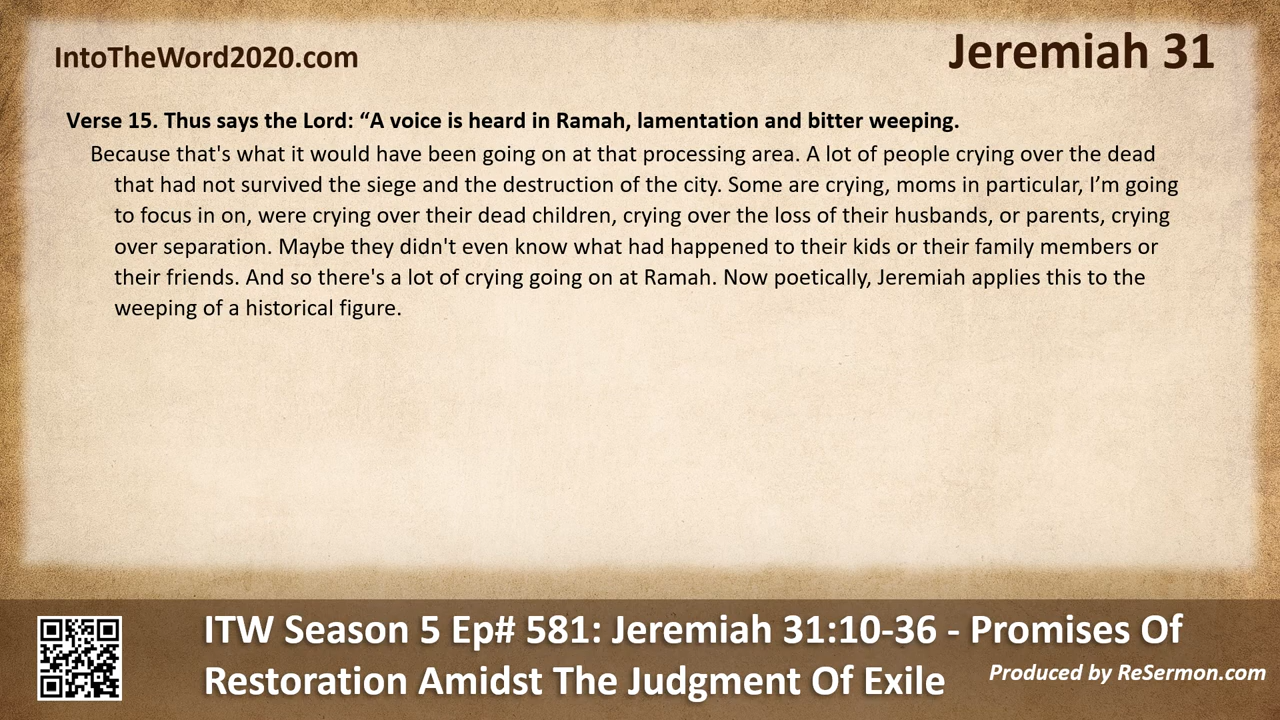 IntoTheWord2020.com
Jeremiah 31
Verse 15. Thus says the Lord: “A voice is heard in Ramah, lamentation and bitter weeping.
Because that's what it would have been going on at that processing area. A lot of people crying over the dead
that had not survived the siege and the destruction of the city. Some are crying, moms in particular, I’m going
to focus in on, were crying over their dead children, crying over the loss of their husbands, or parents, crying
over separation. Maybe they didn't even know what had happened to their kids or their family members or
their friends. And so there's a lot of crying going on at Ramah. Now poetically, Jeremiah applies this to the
weeping of a historical figure.
ITW Season 5 Ep# 581: Jeremiah 31:10-36 - Promises Of
Restoration Amidst The Judgment Of Exile
Produced by ReSermon.com